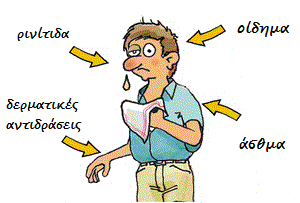 ρινίτιδα
οίδημα
δερματικές
αντιδράσεις
άσθμα